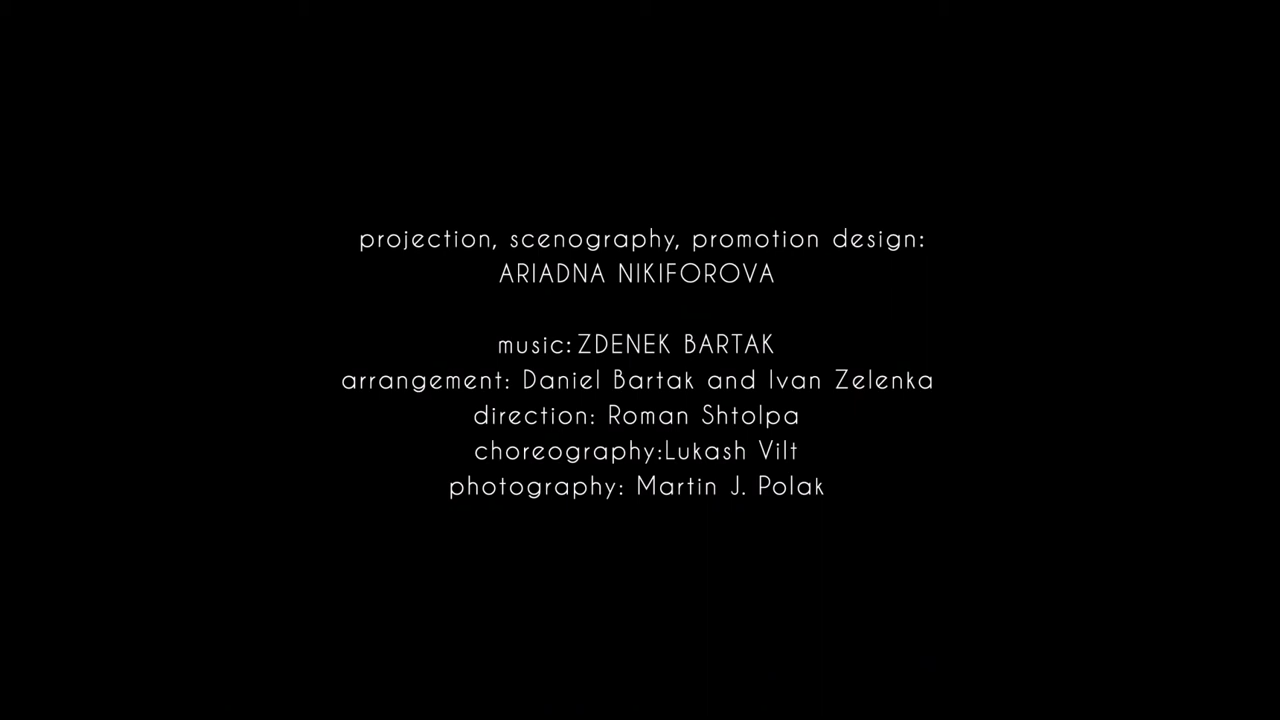 projection, scenography, promotion design:
ARIADNA NIKIFOROVA
music: ZDENEK BARTAK
arrangement: Daniel Bartak and Ivan Zelenka
direction: Roman Shtolpa
choreography:Lukash Vilt
photography: Martin J. Polak